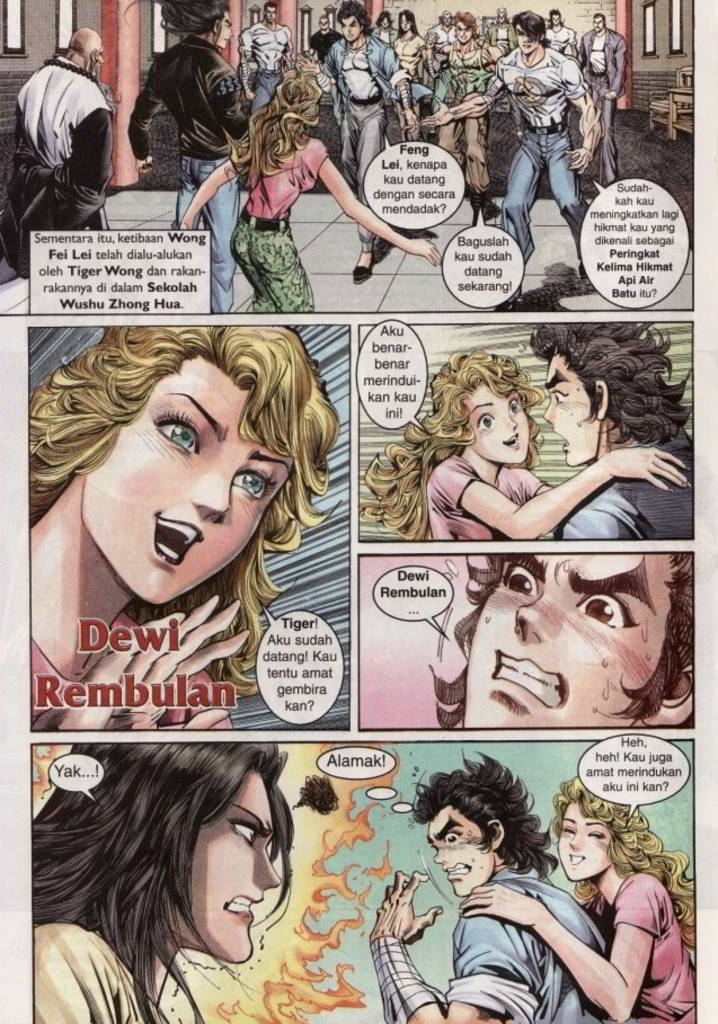 Feng
Lei, kenapa
kau datang
dengan secara
mendadak?
Sudah-
kah kau
meningkatkan lagi
hikmat kau yang
dikenali sebagai
Peringkat
Kelima Hikmat
Api Air
Batu itu?
Baguslah
kau sudah
datang
sekarang!
Sementara itu, ketibaan Wong
Fei Lei telah dialu-alukan
oleh Tiger Wong dan rakan-
rakannya di dalam Sekolah
Wushu Zhong Hua.
Dewi
Rembulan
Tiger!
Aku sudah
datang! Kau
tentu amat
gembira
kan?
Aku
benar-
benar
merindui-
kan kau
ini!
Dewi
Rembulan
...
Yak...!
Alamak!
Heh,
heh! Kau juga
amat merindukan
aku ini kan?